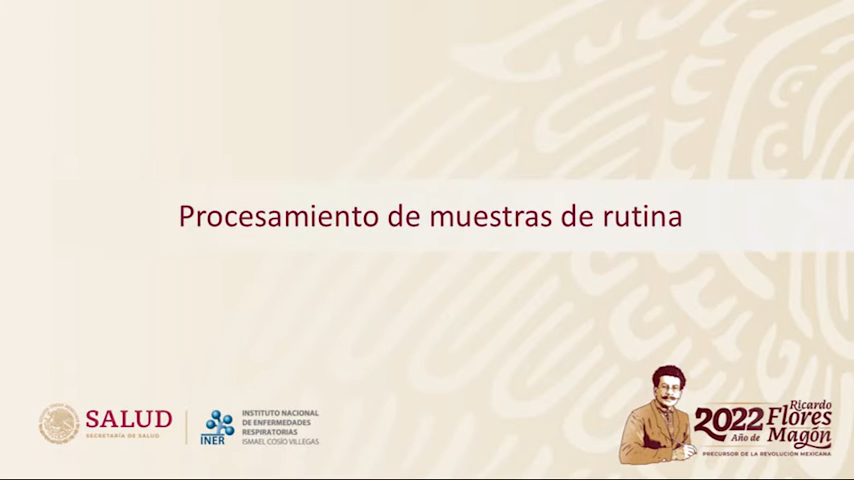 Procesamiento de muestras de rutina
SALUD
SECRETARÍA DE SALUD
INER
INSTITUTO NACIONAL
DE ENFERMEDADES
RESPIRATORIAS
ISMAEL COSÍO VILLEGAS
2022
Año de
Ricardo
Flores
Magón
PRECURSOR DE LA REVOLUCIÓN MEXICANA